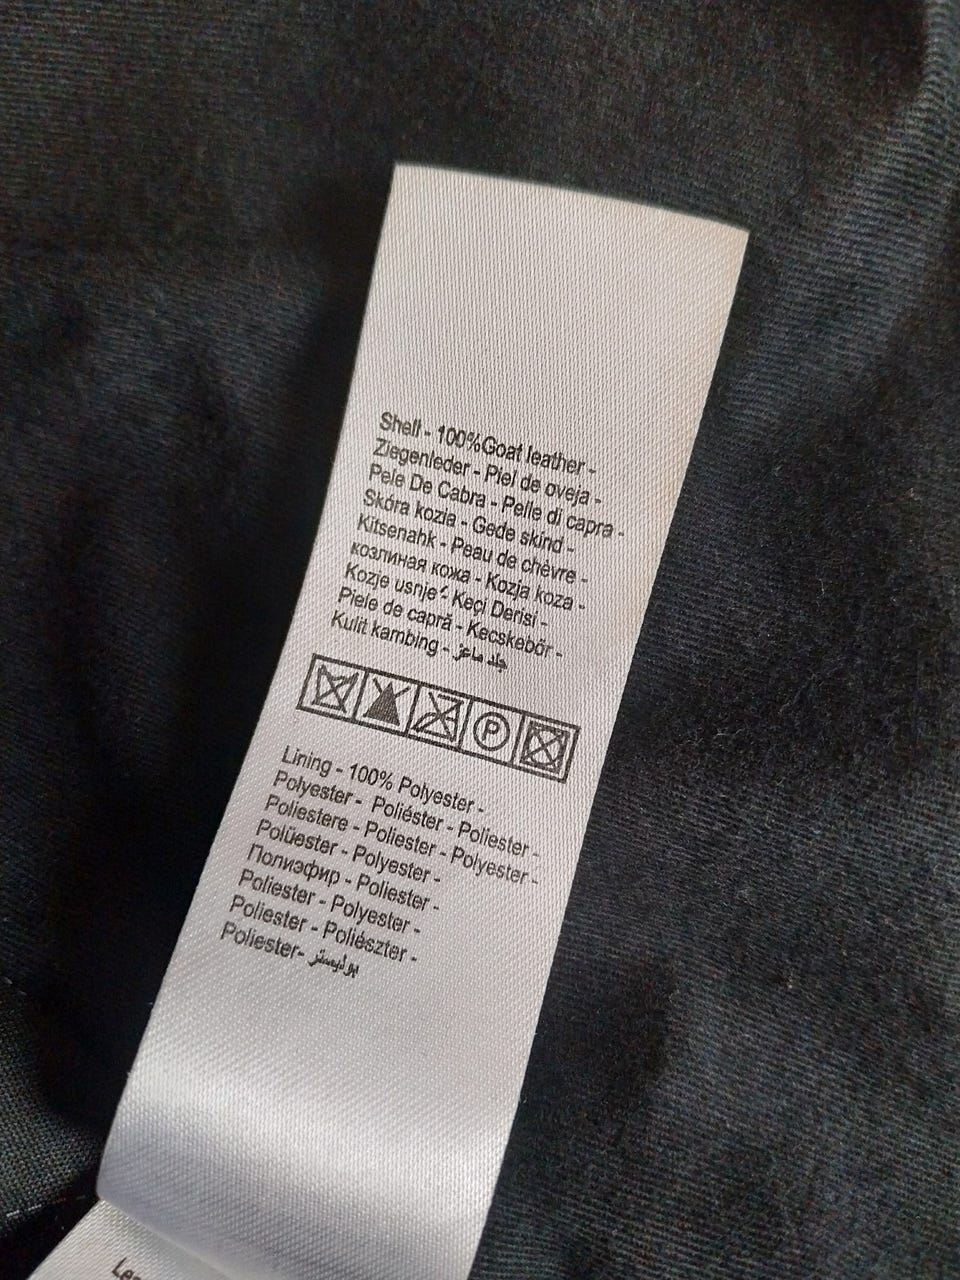 Shell - 100%Goat leather -
Ziegenleder - Piel de oveja -
Pele De Cabra - Pelle di capra -
Skóra kozia - Gede skind -
Kitsenahk - Peau de chèvre -
козлиная кожа - Kozja koza -
Kozje usnje - Keçi Derisi -
Piele de capră - Kecskebőr -
Kulit kambing - جلد ماعز
P
Lining - 100% Polyester -
Polyester - Poliéster - Poliester -
Poliestere - Poliester - Polyester -
Polüester - Polyester -
Полиэфир - Poliester -
Poliester - Polyester -
Poliester - Poliészter -
Poliester- بوليستر